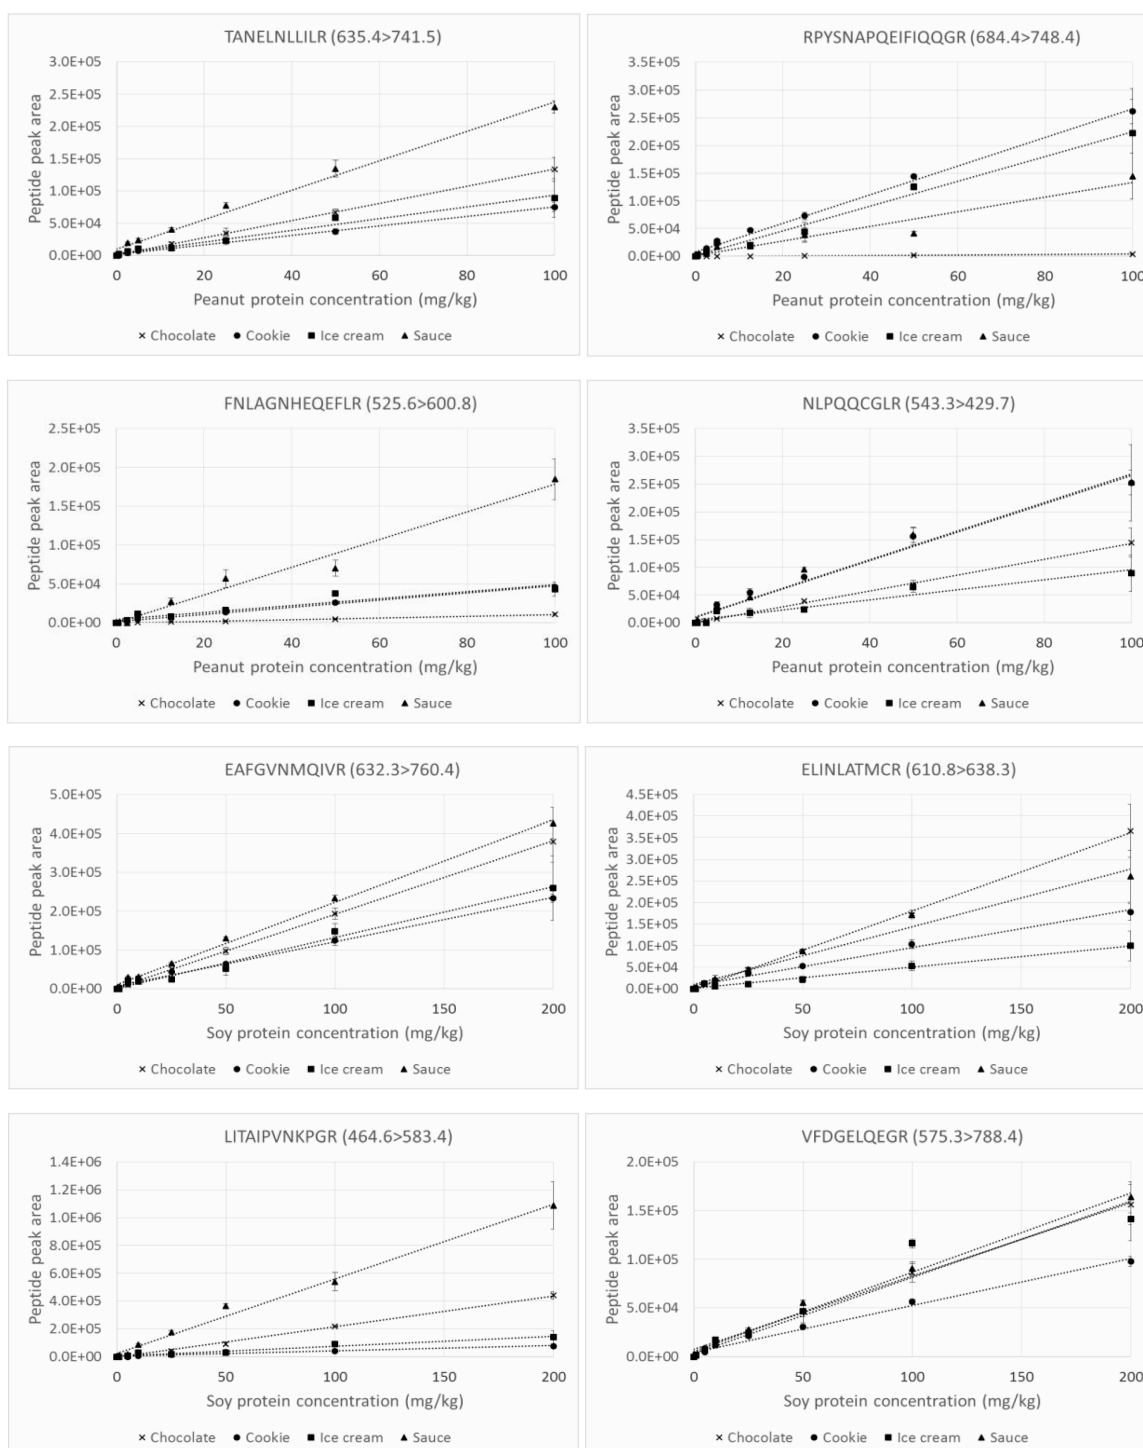 TANELNLLILR (635.4>741.5)
Peptide peak area
3.0E+05
2.5E+05
2.0E+05
1.5E+05
1.0E+05
5.0E+04
0.0E+00
0 20 40 60 80 100
Peanut protein concentration (mg/kg)
× Chocolate ● Cookie ■ Ice cream ▲ Sauce
RPYSNAPQEIFIQQGR (684.4>748.4)
Peptide peak area
3.5E+05
3.0E+05
2.5E+05
2.0E+05
1.5E+05
1.0E+05
5.0E+04
0.0E+00
0 20 40 60 80 100
Peanut protein concentration (mg/kg)
× Chocolate ● Cookie ■ Ice cream ▲ Sauce
FNLAGNHEQEFLR (525.6>600.8)
Peptide peak area
2.5E+05
2.0E+05
1.5E+05
1.0E+05
5.0E+04
0.0E+00
0 20 40 60 80 100
Peanut protein concentration (mg/kg)
× Chocolate ● Cookie ■ Ice cream ▲ Sauce
NLPQQCGLR (543.3>429.7)
Peptide peak area
3.5E+05
3.0E+05
2.5E+05
2.0E+05
1.5E+05
1.0E+05
5.0E+04
0.0E+00
0 20 40 60 80 100
Peanut protein concentration (mg/kg)
× Chocolate ● Cookie ■ Ice cream ▲ Sauce
EAFGVNMQIVR (632.3>760.4)
Peptide peak area
5.0E+05
4.0E+05
3.0E+05
2.0E+05
1.0E+05
0.0E+00
0 50 100 150 200
Soy protein concentration (mg/kg)
× Chocolate ● Cookie ■ Ice cream ▲ Sauce
ELINLATMCR (610.8>638.3)
Peptide peak area
4.5E+05
4.0E+05
3.5E+05
3.0E+05
2.5E+05
2.0E+05
1.5E+05
1.0E+05
5.0E+04
0.0E+00
0 50 100 150 200
Soy protein concentration (mg/kg)
× Chocolate ● Cookie ■ Ice cream ▲ Sauce
LITAIPVNKPGR (464.6>583.4)
Peptide peak area
1.4E+06
1.2E+06
1.0E+06
8.0E+05
6.0E+05
4.0E+05
2.0E+05
0.0E+00
0 50 100 150 200
Soy protein concentration (mg/kg)
× Chocolate ● Cookie ■ Ice cream ▲ Sauce
VFDGELQEGR (575.3>788.4)
Peptide peak area
2.0E+05
1.5E+05
1.0E+05
5.0E+04
0.0E+00
0 50 100 150 200
Soy protein concentration (mg/kg)
× Chocolate ● Cookie ■ Ice cream ▲ Sauce